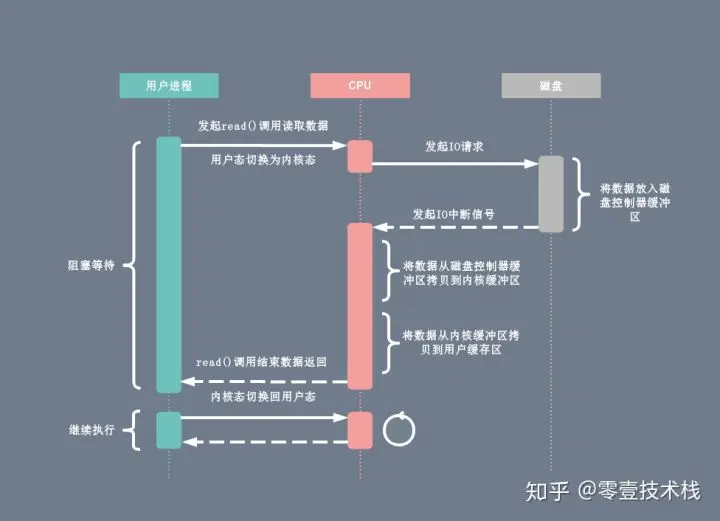 用户进程
CPU
磁盘
发起read()调用读取数据
用户态切换为内核态
发起IO请求
将数据放入磁
盘控制器缓冲
区
发起IO中断信号
阻塞等待
将数据从磁盘控制器缓
冲区拷贝到内核缓冲区
将数据从内核缓冲区拷
贝到用户缓存区
read()调用结束数据返回
内核态切换回用户态
继续执行
知乎 @零壹技术栈